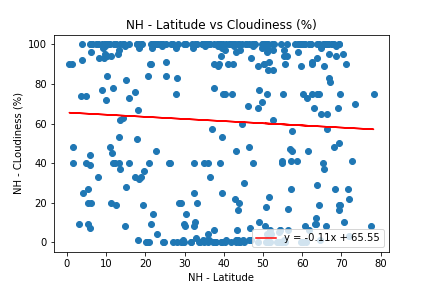 NH - Latitude vs Cloudiness (%)
100
80
60
40
20
0
NH - CLoudiness (%)
y = -0.11x + 65.55
0 10 20 30 40 50 60 70 80
NH - Latitude